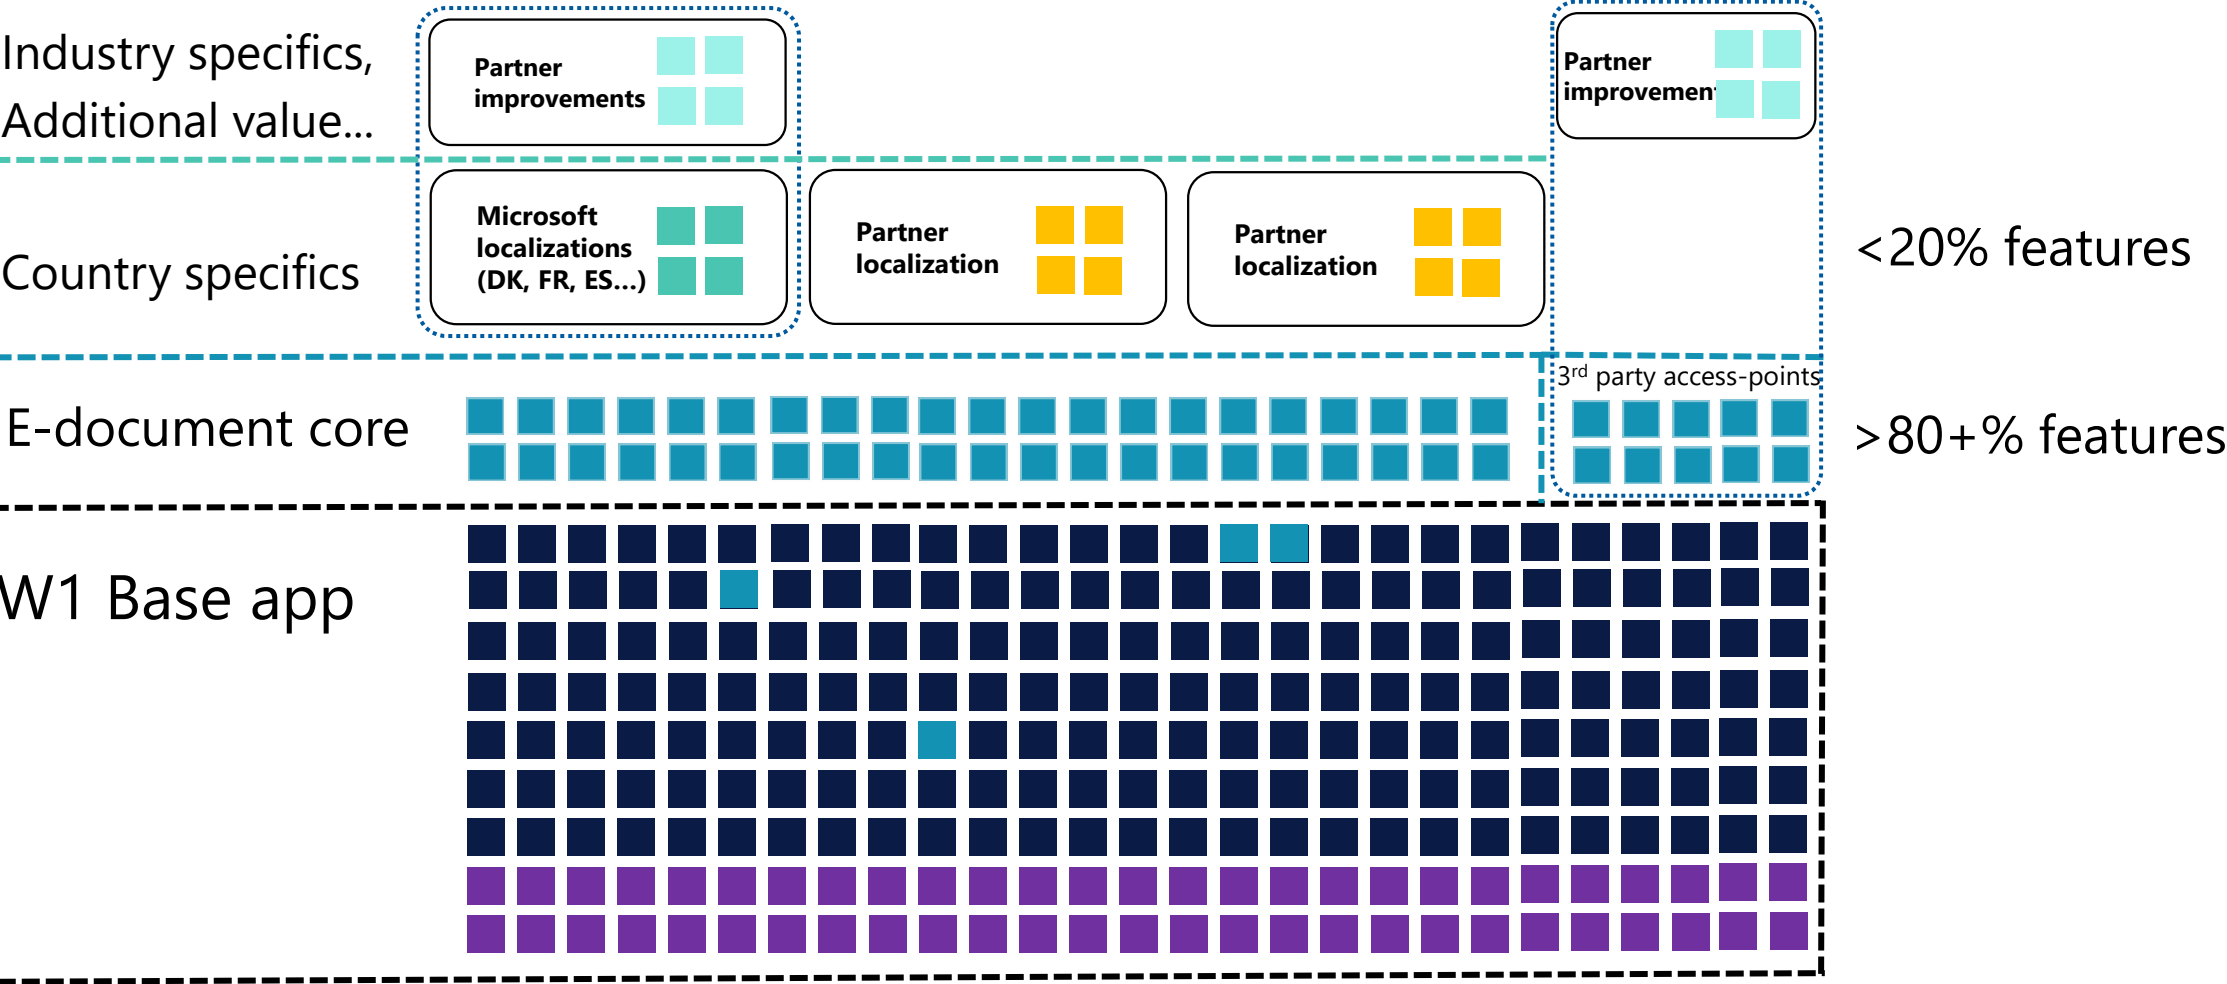 Industry specifics,
Additional value...
Partner
improvements
Partner
improvement
Country specifics
Microsoft
localizations
(DK, FR, ES...)
Partner
localization
Partner
localization
<20% features
3rd party access-points
E-document core
>80+% features
W1 Base app